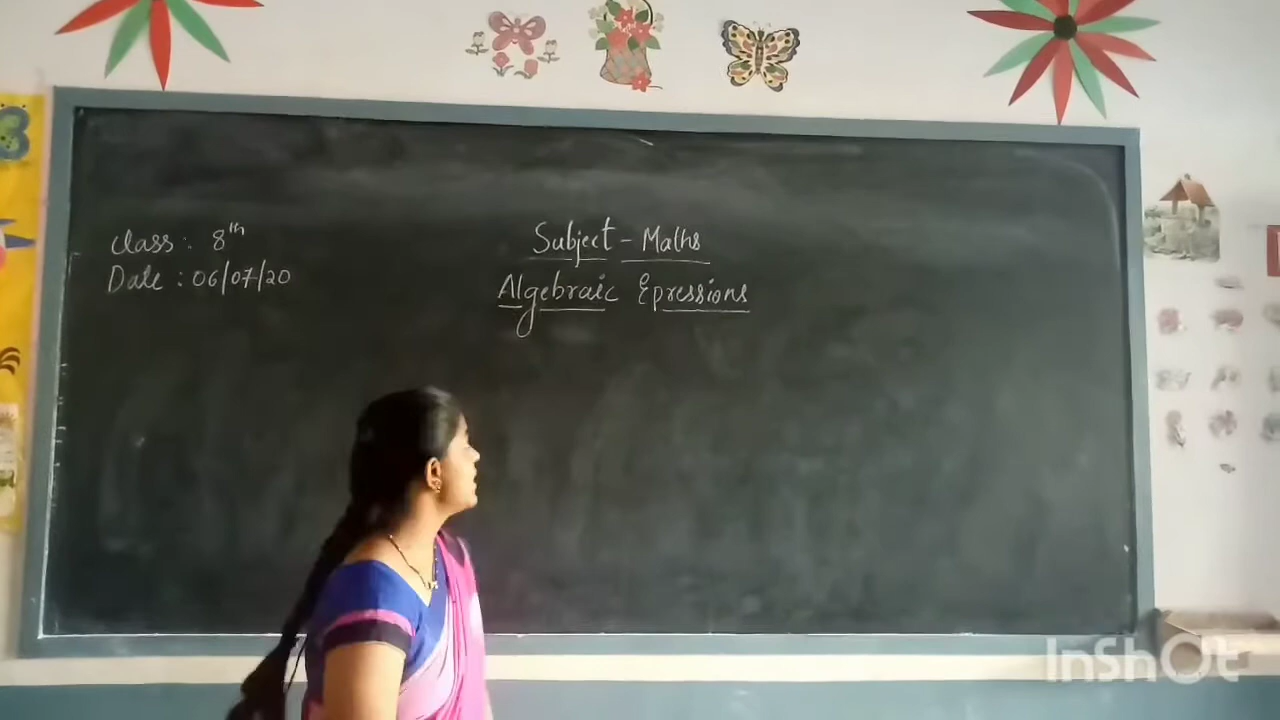 Class: 8th
Date: 06/07/20
Subject - Maths
Algebraic Epressions
InShOt